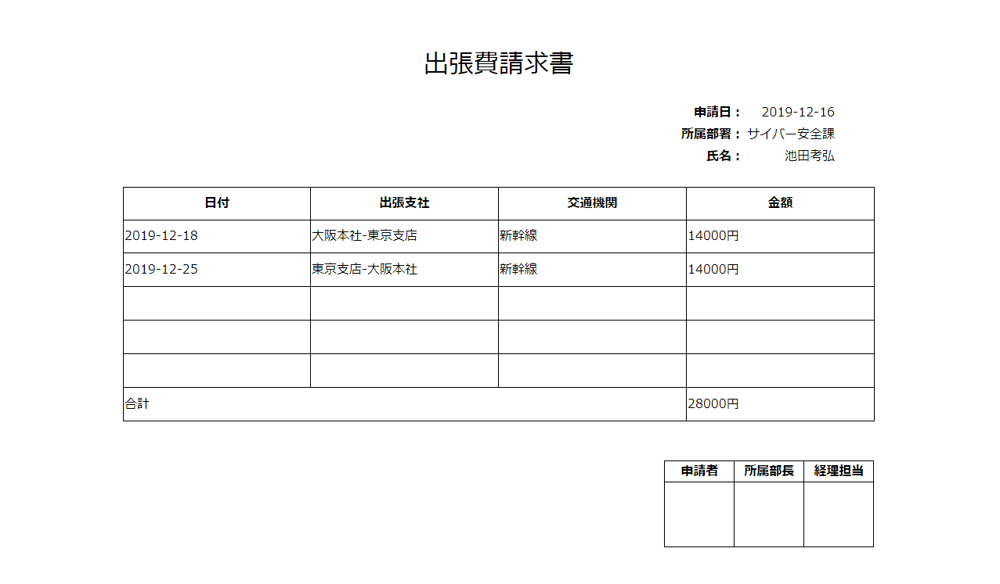 出張費請求書
申請日： 2019-12-16
所属部署： サイバー安全課
氏名： 池田考弘
日付 出張支社 交通機関 金額
2019-12-18 大阪本社-東京支店 新幹線 14000円
2019-12-25 東京支店-大阪本社 新幹線 14000円
合計 28000円
申請者 所属部長 経理担当